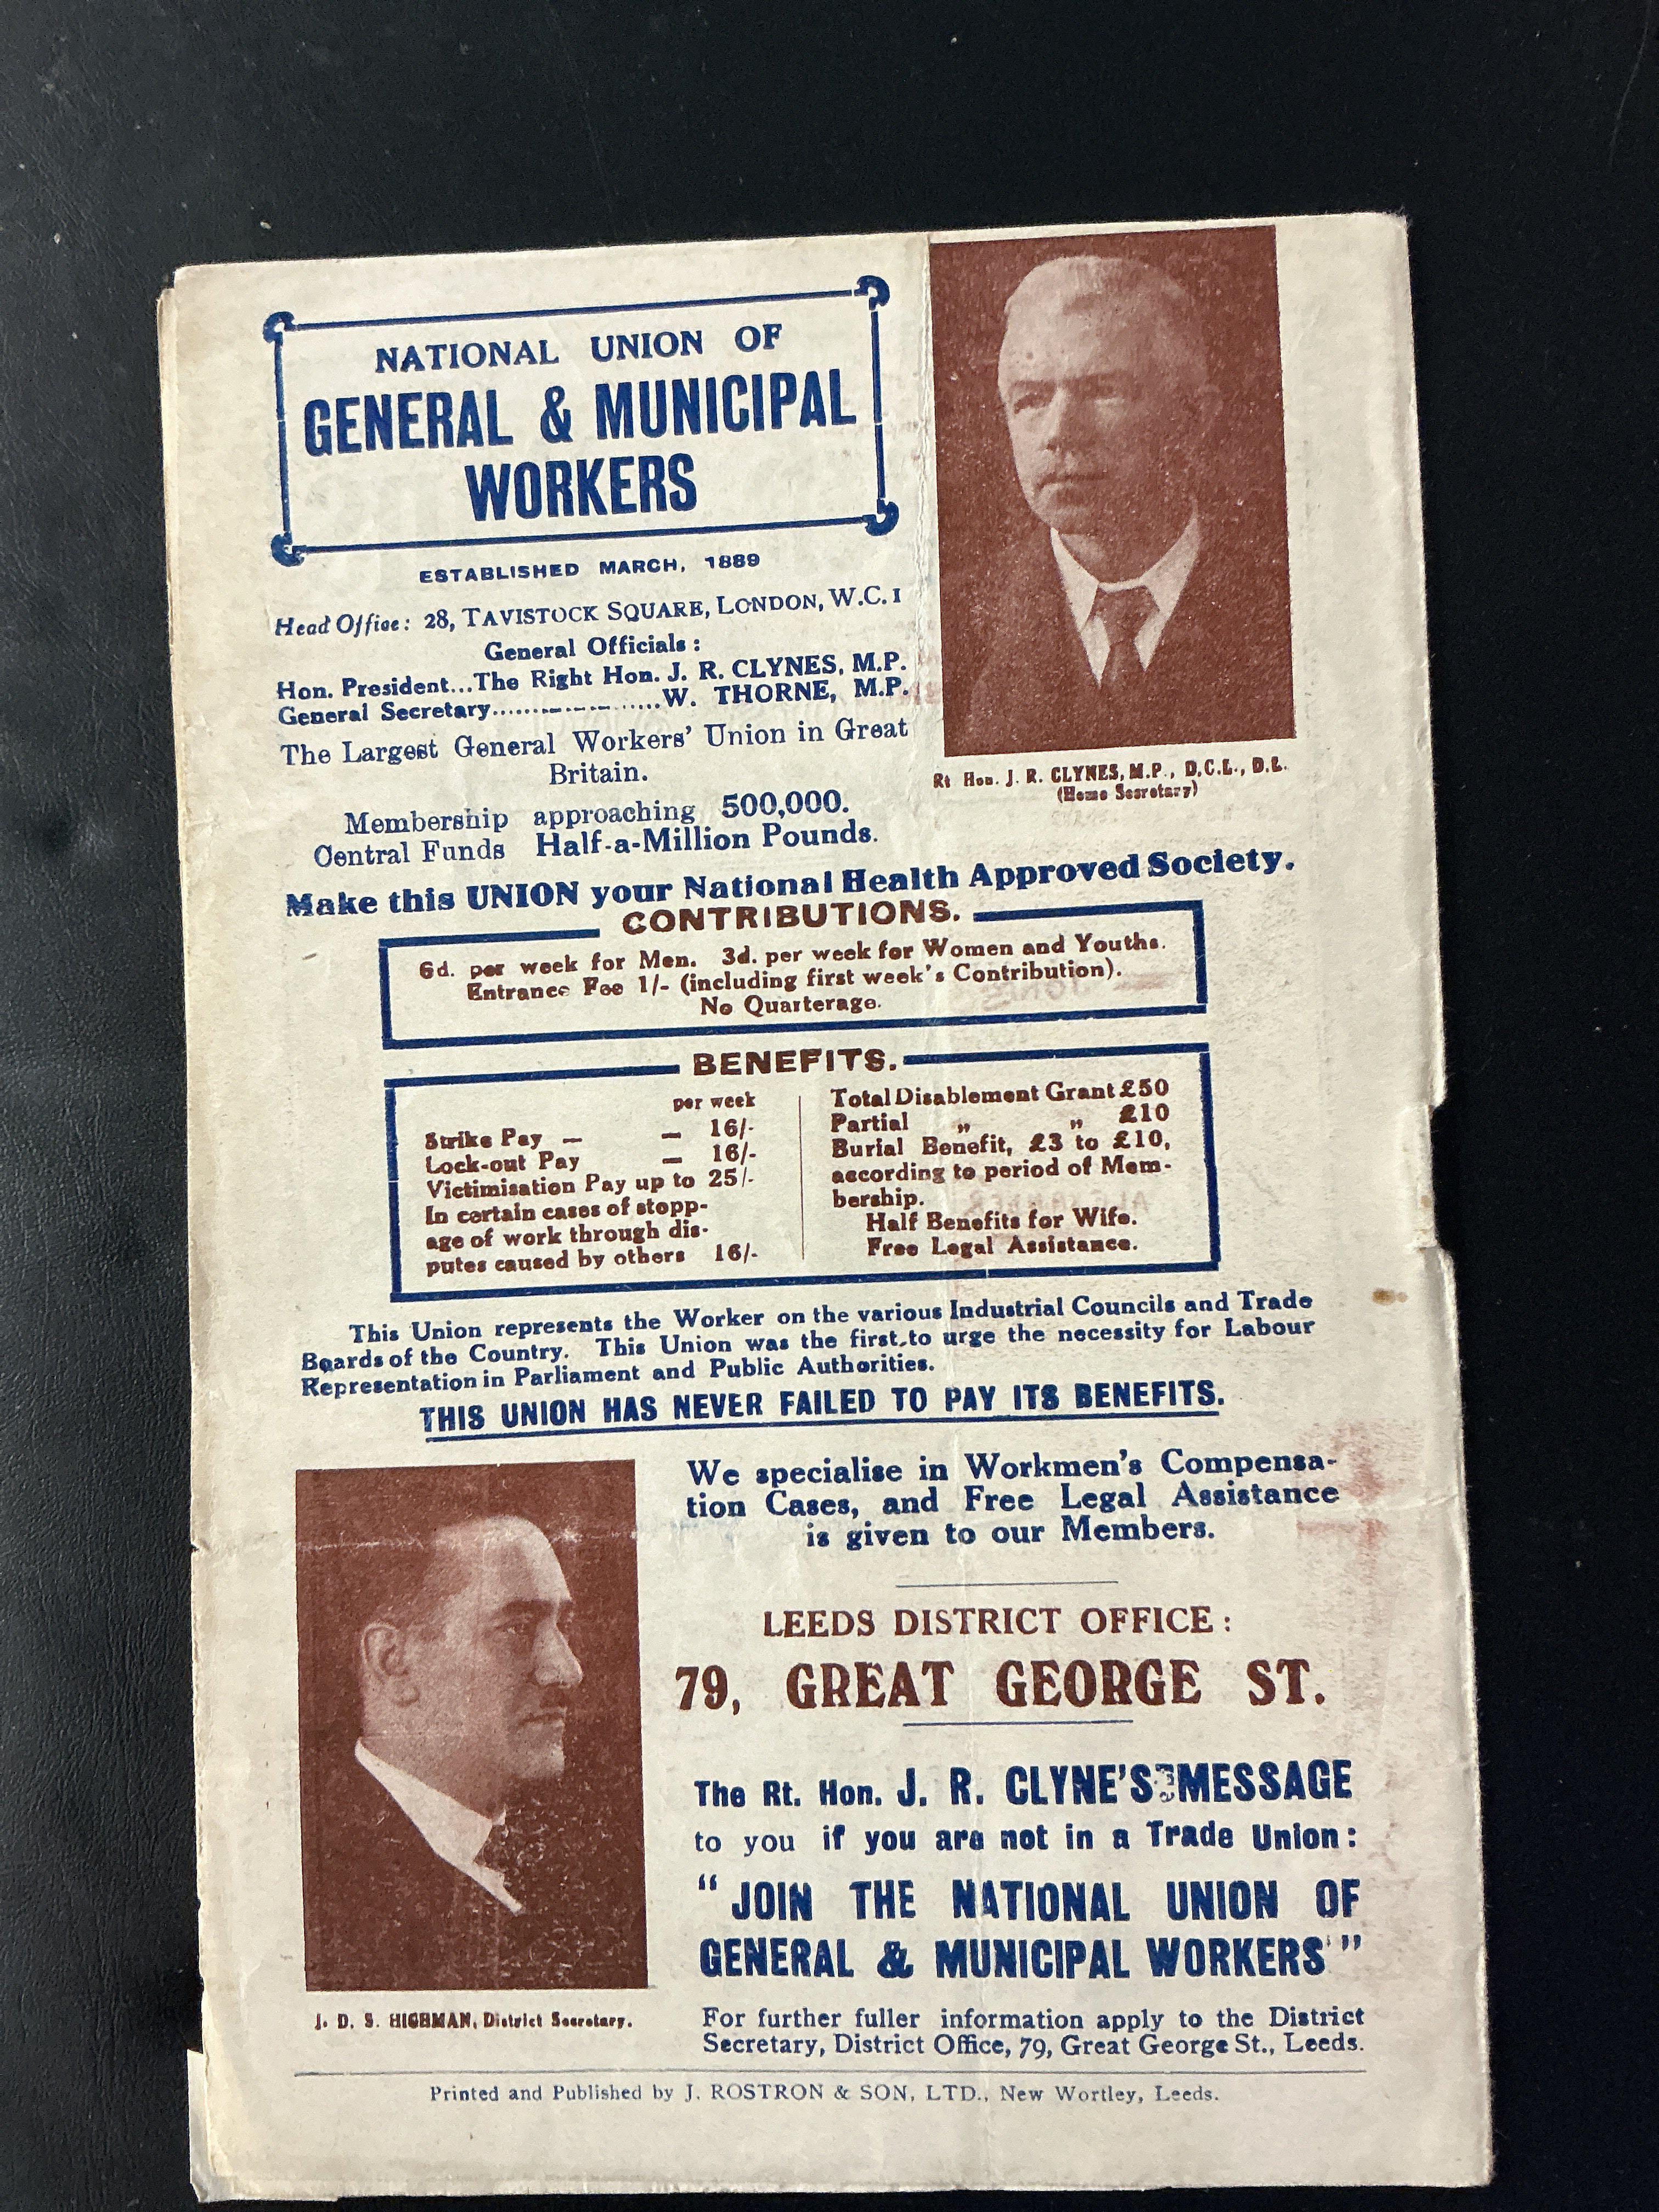 NATIONAL UNION OF
GENERAL & MUNICIPAL
WORKERS
ESTABLISHED MARCH, 1889
Head Office: 28, TAVISTOCK SQUARE, LONDON, W.C. 1
General Officials:
Hon. President...The Right Hon. J. R. CLYNES, M.P.
General Secretary....................W. THORNE, M.P.
The Largest General Workers' Union in Great
Britain.
Membership approaching 500,000.
Central Funds Half-a-Million Pounds.
Rt Hon. J. R. CLYNES, M.P., D.C.L., D.L.
(Home Secretary)
Make this UNION your National Health Approved Society.
CONTRIBUTIONS.
6d. per week for Men. 3d. per week for Women and Youths.
Entrance Fee 1/- (including first week's Contribution).
No Quarterage.
BENEFITS.
per week
Strike Pay — — 16/-
Lock-out Pay — 16/-
Victimisation Pay up to 25/-
In certain cases of stopp-
age of work through dis-
putes caused by others 16/-
Total Disablement Grant £50
Partial „ „ £10
Burial Benefit, £3 to £10,
according to period of Mem-
bership.
Half Benefits for Wife.
Free Legal Assistance.
This Union represents the Worker on the various Industrial Councils and Trade
Boards of the Country. This Union was the first to urge the necessity for Labour
Representation in Parliament and Public Authorities.
THIS UNION HAS NEVER FAILED TO PAY ITS BENEFITS.
We specialise in Workmen's Compensa-
tion Cases, and Free Legal Assistance
is given to our Members.
LEEDS DISTRICT OFFICE:
79, GREAT GEORGE ST.
The Rt. Hon. J. R. CLYNE'S MESSAGE
to you if you are not in a Trade Union:
"JOIN THE NATIONAL UNION OF
GENERAL & MUNICIPAL WORKERS'"
J. D. S. HIGHMAN, District Secretary.
For further fuller information apply to the District
Secretary, District Office, 79, Great George St., Leeds.
Printed and Published by J. ROSTRON & SON, LTD., New Wortley, Leeds.